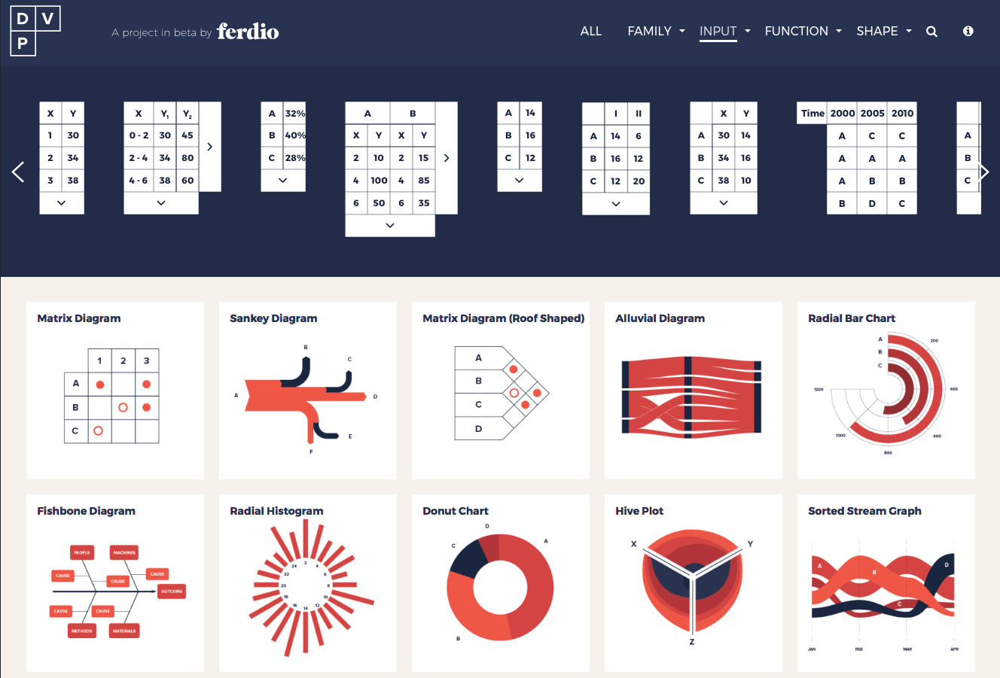 D V
P
A project in beta by ferdio
ALL FAMILY INPUT FUNCTION SHAPE
X Y
1 30
2 34
3 38
X Y1 Y2
0 - 2 30 45
2 - 4 34 80
4 - 6 38 60
A 32%
B 40%
C 28%
A B
X Y X Y
2 10 2 15
4 100 4 85
6 50 6 35
A 14
B 16
C 12
I II
A 14 6
B 16 12
C 12 20
X Y
A 30 14
B 34 16
C 38 10
Time 2000 2005 2010
A C C
A A A
A B B
B D C
A
B
C
Matrix Diagram
1 2 3
A
B
C
Sankey Diagram
B
C
A
D
E
F
Matrix Diagram (Roof Shaped)
A
B
C
D
Alluvial Diagram
Radial Bar Chart
A
B
C
200
400
600
800
1000
1200
Fishbone Diagram
PEOPLE MACHINES
CAUSE CAUSE CAUSE
OUTCOME
CAUSE CAUSE
METHODS MATERIALS
Radial Histogram
2
4
6
8
10
12
14
16
18
20
22
24
Donut Chart
D
A
C
B
Hive Plot
X Y
Z
Sorted Stream Graph
A
B
C
D
JAN FEB MAR APR